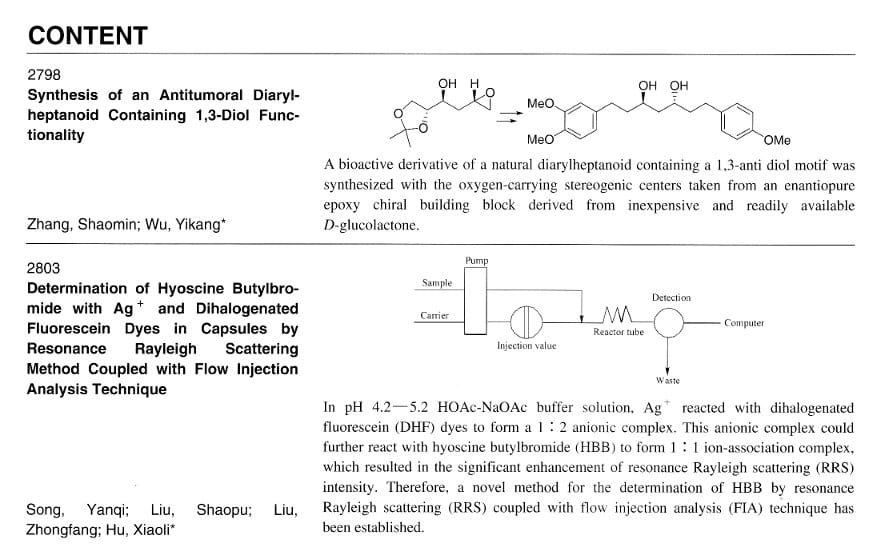 CONTENT
2798
Synthesis of an Antitumoral Diaryl-
heptanoid Containing 1,3-Diol Func-
tionality
Zhang, Shaomin; Wu, Yikang*
OH H
O
O
O
MeO
MeO
OH OH
OMe
A bioactive derivative of a natural diarylheptanoid containing a 1,3-anti diol motif was
synthesized with the oxygen-carrying stereogenic centers taken from an enantiopure
epoxy chiral building block derived from inexpensive and readily available
D-glucolactone.
2803
Determination of Hyoscine Butylbro-
mide with Ag⁺ and Dihalogenated
Fluorescein Dyes in Capsules by
Resonance Rayleigh Scattering
Method Coupled with Flow Injection
Analysis Technique
Song, Yanqi; Liu, Shaopu; Liu,
Zhongfang; Hu, Xiaoli*
Pump
Sample
Carrier
Injection value
Reactor tube
Detection
Computer
Waste
In pH 4.2—5.2 HOAc-NaOAc buffer solution, Ag⁺ reacted with dihalogenated
fluorescein (DHF) dyes to form a 1∶2 anionic complex. This anionic complex could
further react with hyoscine butylbromide (HBB) to form 1∶1 ion-association complex,
which resulted in the significant enhancement of resonance Rayleigh scattering (RRS)
intensity. Therefore, a novel method for the determination of HBB by resonance
Rayleigh scattering (RRS) coupled with flow injection analysis (FIA) technique has
been established.